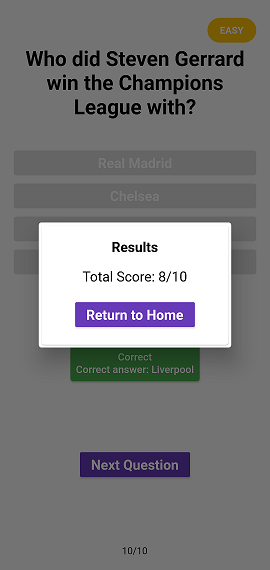 EASY
Who did Steven Gerrard
win the Champions
League with?
Real Madrid
Chelsea
Results
Total Score: 8/10
Return to Home
Correct
Correct answer: Liverpool
Next Question
10/10